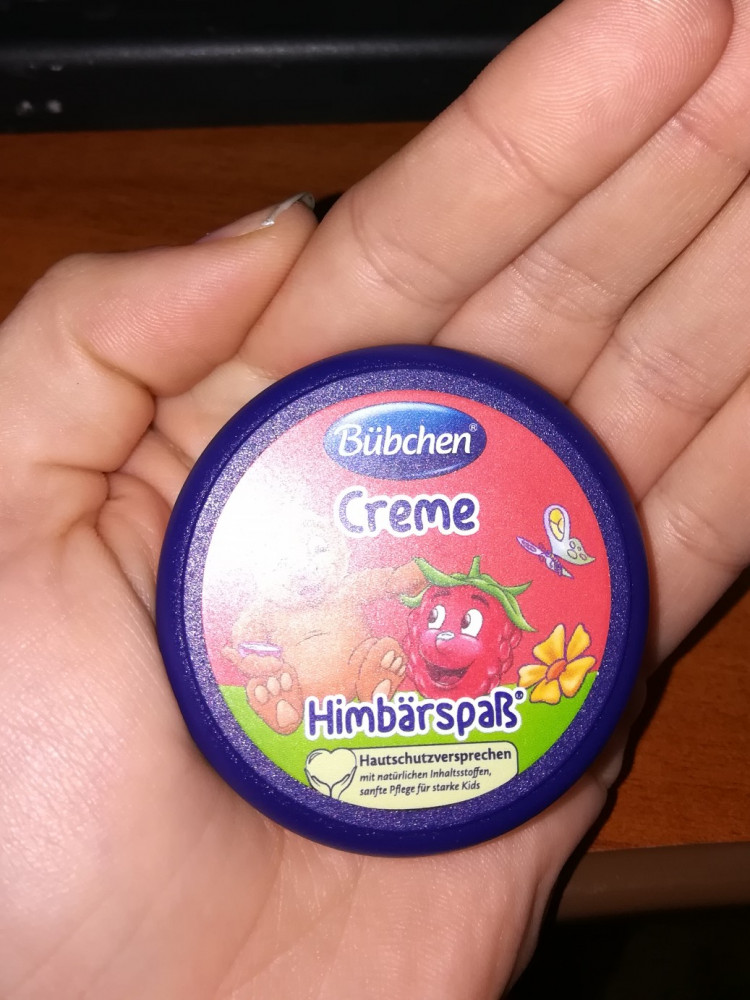 Bübchen®
Creme
Himbärspaß®
Hautschutzversprechen
mit natürlichen Inhaltsstoffen,
sanfte Pflege für starke Kids